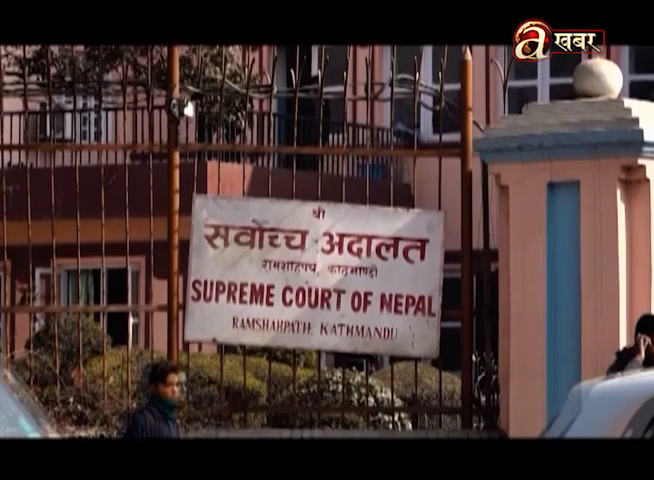 a खबर
श्री
सर्वोच्च अदालत
रामशाहपथ, काठमाण्डौ
SUPREME COURT OF NEPAL
RAMSHAHPATH, KATHMANDU